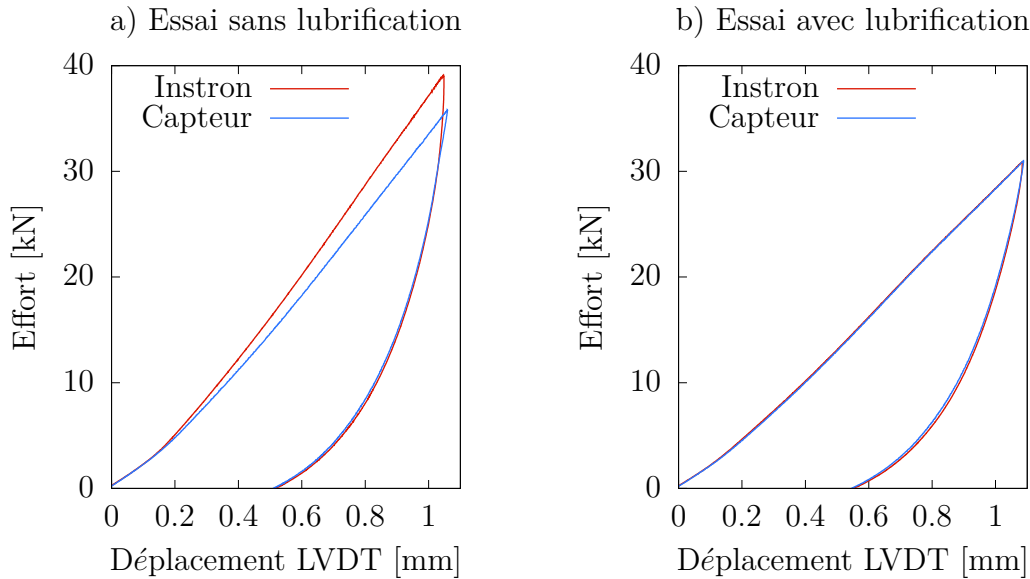 a) Essai sans lubrification
40
30
20
10
0
Effort [kN]
Instron
Capteur
0 0.2 0.4 0.6 0.8 1
Déplacement LVDT [mm]
b) Essai avec lubrification
40
30
20
10
0
Effort [kN]
Instron
Capteur
0 0.2 0.4 0.6 0.8 1
Déplacement LVDT [mm]